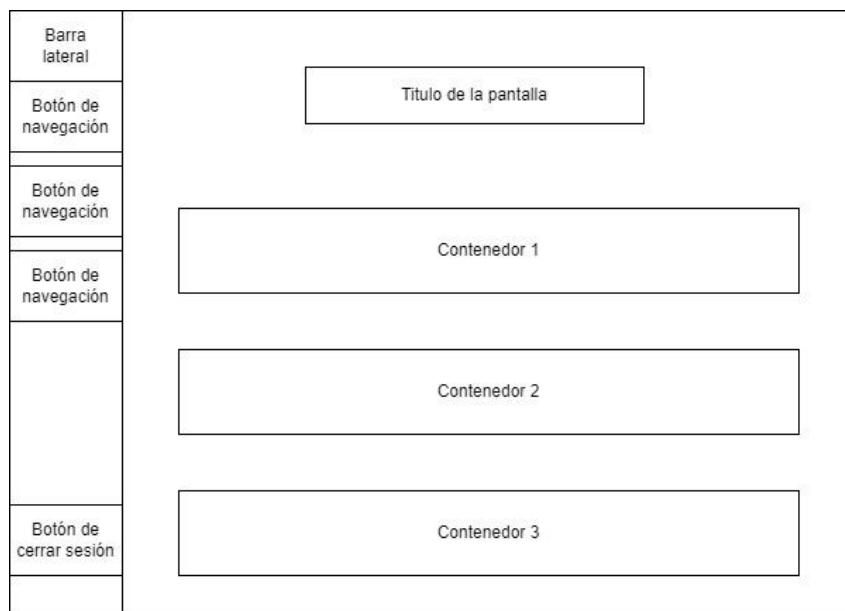 Barra
lateral
Titulo de la pantalla
Botón de
navegación
Botón de
navegación
Contenedor 1
Botón de
navegación
Contenedor 2
Botón de
cerrar sesión
Contenedor 3